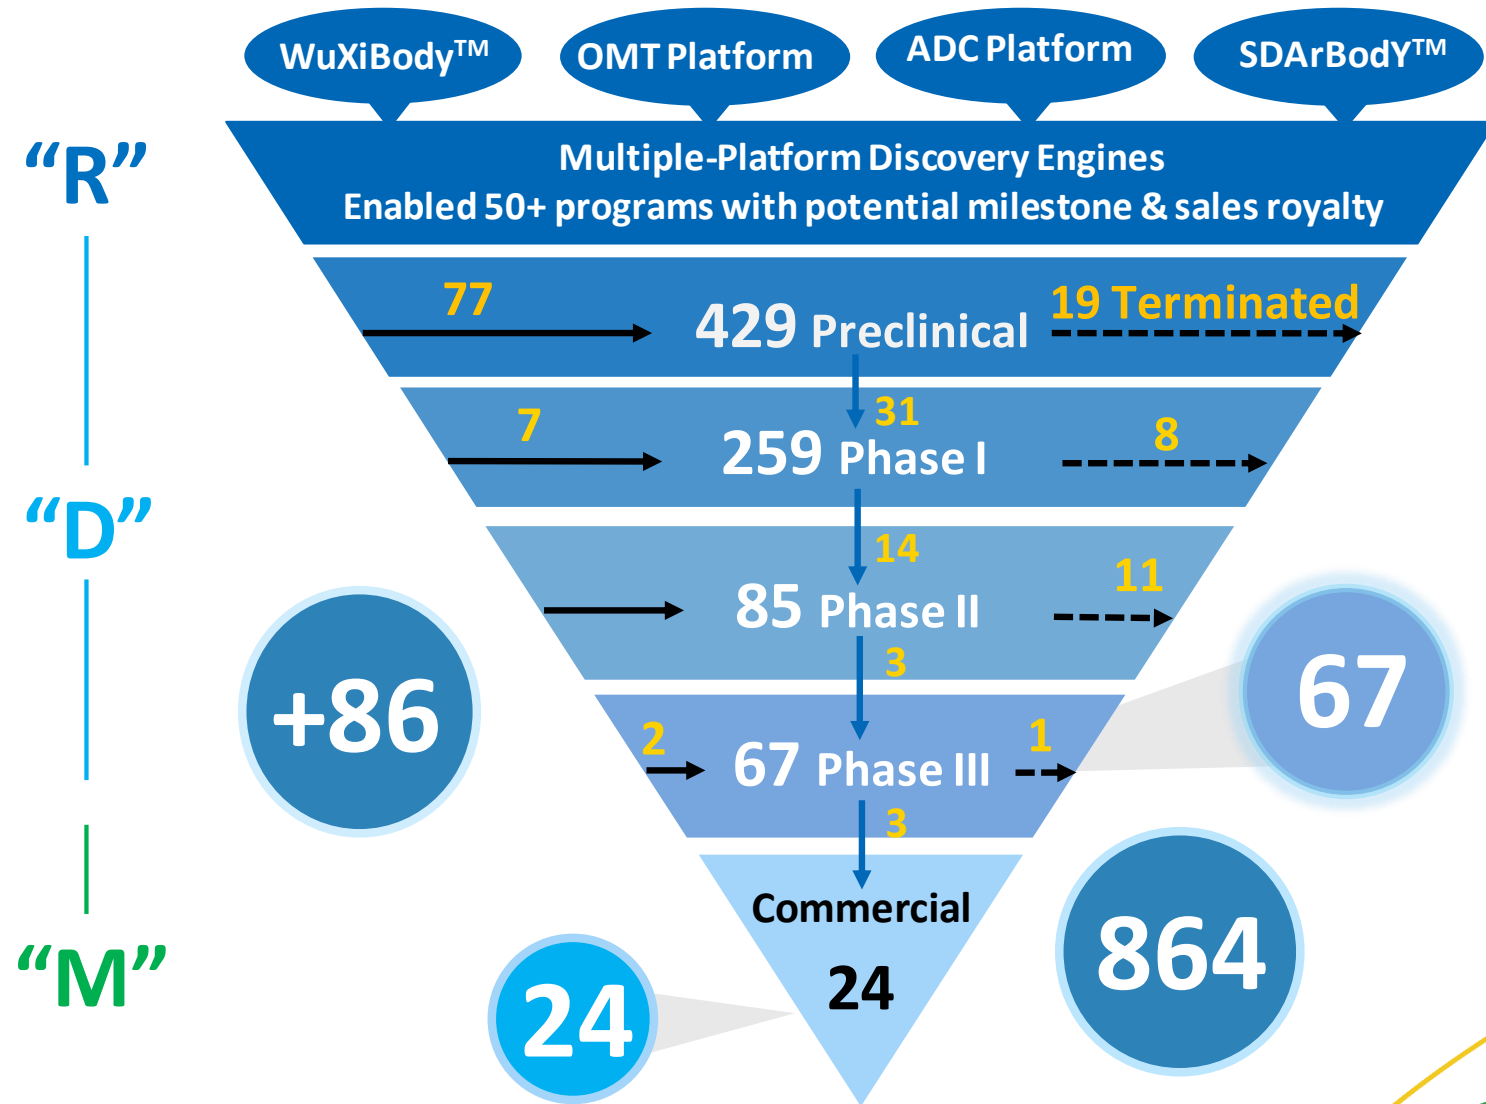 WuXiBody™
OMT Platform
ADC Platform
SDArBodY™
“R”
Multiple-Platform Discovery Engines
Enabled 50+ programs with potential milestone & sales royalty
77
429 Preclinical
19 Terminated
31
7
259 Phase I
8
“D”
14
85 Phase II
11
3
+86
67
2
67 Phase III
1
3
Commercial
24
“M”
24
864